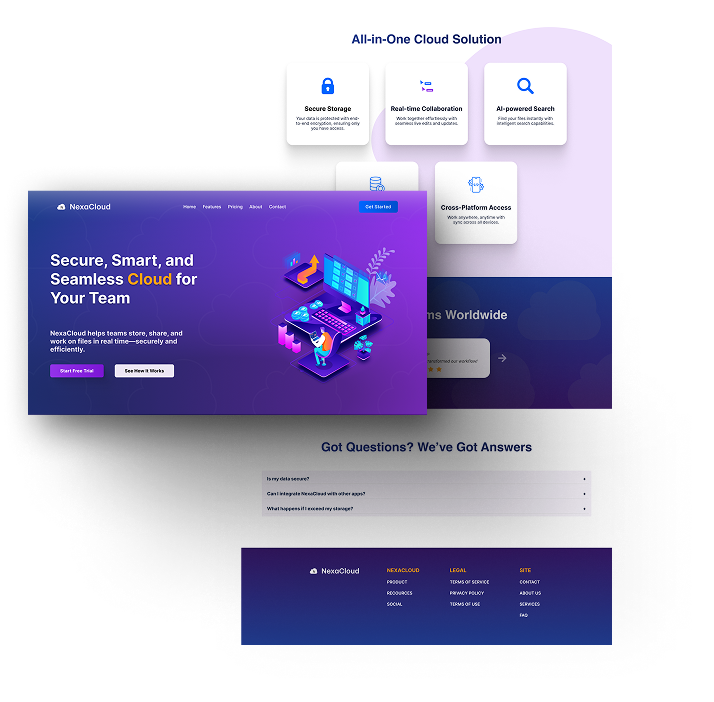 All-in-One Cloud Solution
Secure Storage
Your data is protected with end-
to-end encryption, ensuring only
you have access.
Real-time Collaboration
Work together effortlessly with
seamless live edits and updates.
AI-powered Search
Find your files instantly with
intelligent search capabilities.
Cross-Platform Access
Work anywhere, anytime with
sync across all devices.
NexaCloud
Home
Features
Pricing
About
Contact
Get Started
Secure, Smart, and
Seamless Cloud for
Your Team
NexaCloud helps teams store, share, and
work on files in real time—securely and
efficiently.
Start Free Trial
See How It Works
Worldwide
our workflow!
Got Questions? We've Got Answers
Is my data secure?
Can I integrate NexaCloud with other apps?
What happens if I exceed my storage?
NexaCloud
NEXACLOUD
PRODUCT
RECOURCES
SOCIAL
LEGAL
TERMS OF SERVICE
PRIVACY POLICY
TERMS OF USE
SITE
CONTACT
ABOUT US
SERVICES
FAQ